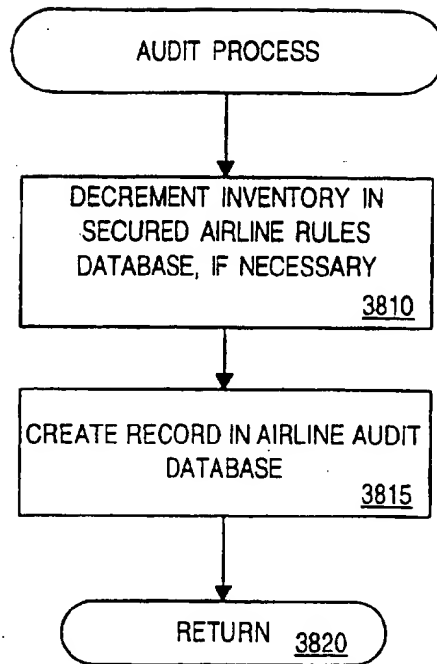 AUDIT PROCESS
DECREMENT INVENTORY IN
SECURED AIRLINE RULES
DATABASE, IF NECESSARY
3810
CREATE RECORD IN AIRLINE AUDIT
DATABASE
3815
RETURN 3820